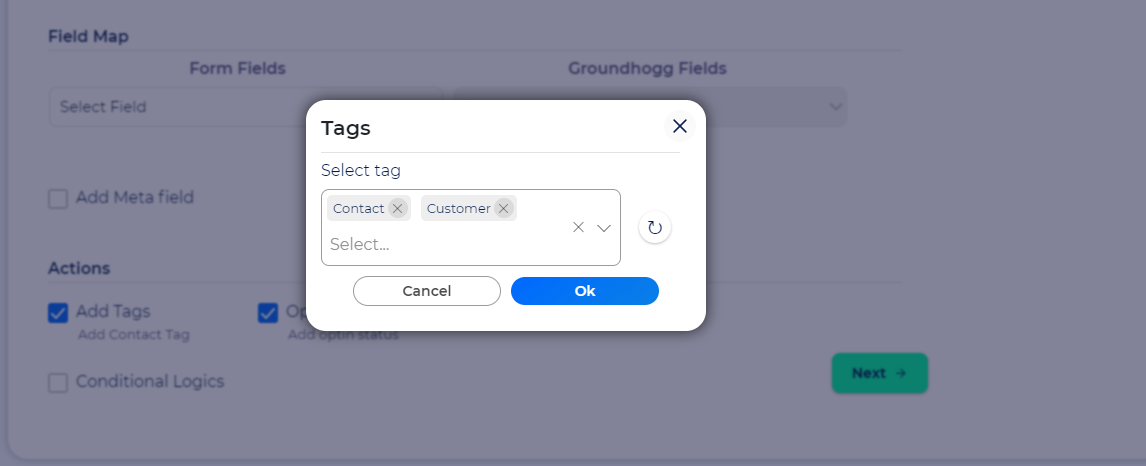 Field Map
Form Fields Groundhogg Fields
Select Field
Tags
Select tag
Contact Customer
Select...
Cancel Ok
Add Meta field
Actions
Add Tags Op
Add Contact Tag Add optin status
Conditional Logics
Next